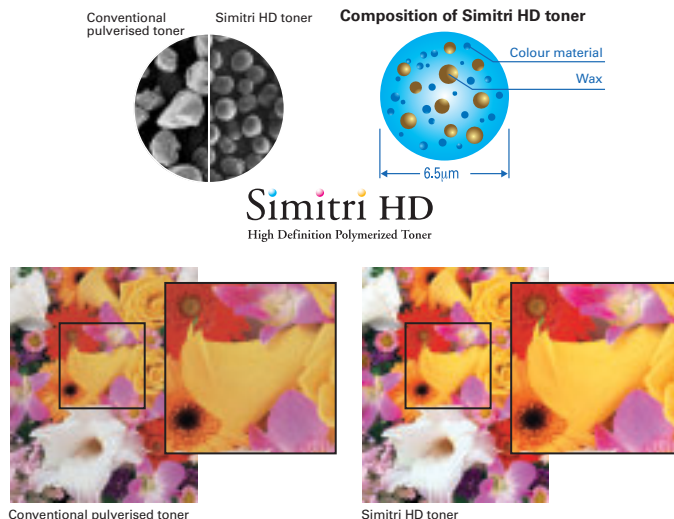 Conventional
pulverised toner
Simitri HD toner
Composition of Simitri HD toner
Colour material
Wax
6.5µm
Simitri HD
High Definition Polymerized Toner
Conventional pulverised toner
Simitri HD toner